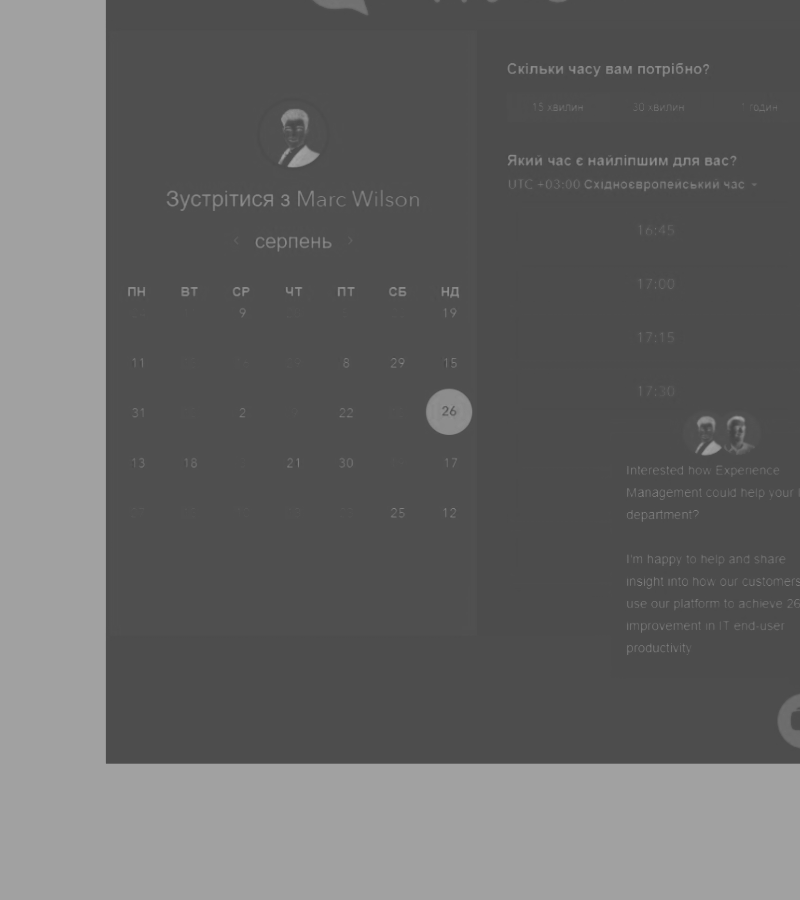 Зустрітися з Marc Wilson
‹ серпень ›
ПН ВТ СР ЧТ ПТ СБ НД
9 19
11 8 29 15
31 2 22 26
13 18 21 30 17
25 12
Скільки часу вам потрібно?
15 хвилин 30 хвилин годин
Який час є найліпшим для вас?
UTC +03:00 Східноєвропейський час
16:45
17:00
17:15
17:30
Interested how Experience
Management could help your
department?
I'm happy to help and share
insight into how our customers
use our platform to achieve 26
improvement in IT end-user
productivity